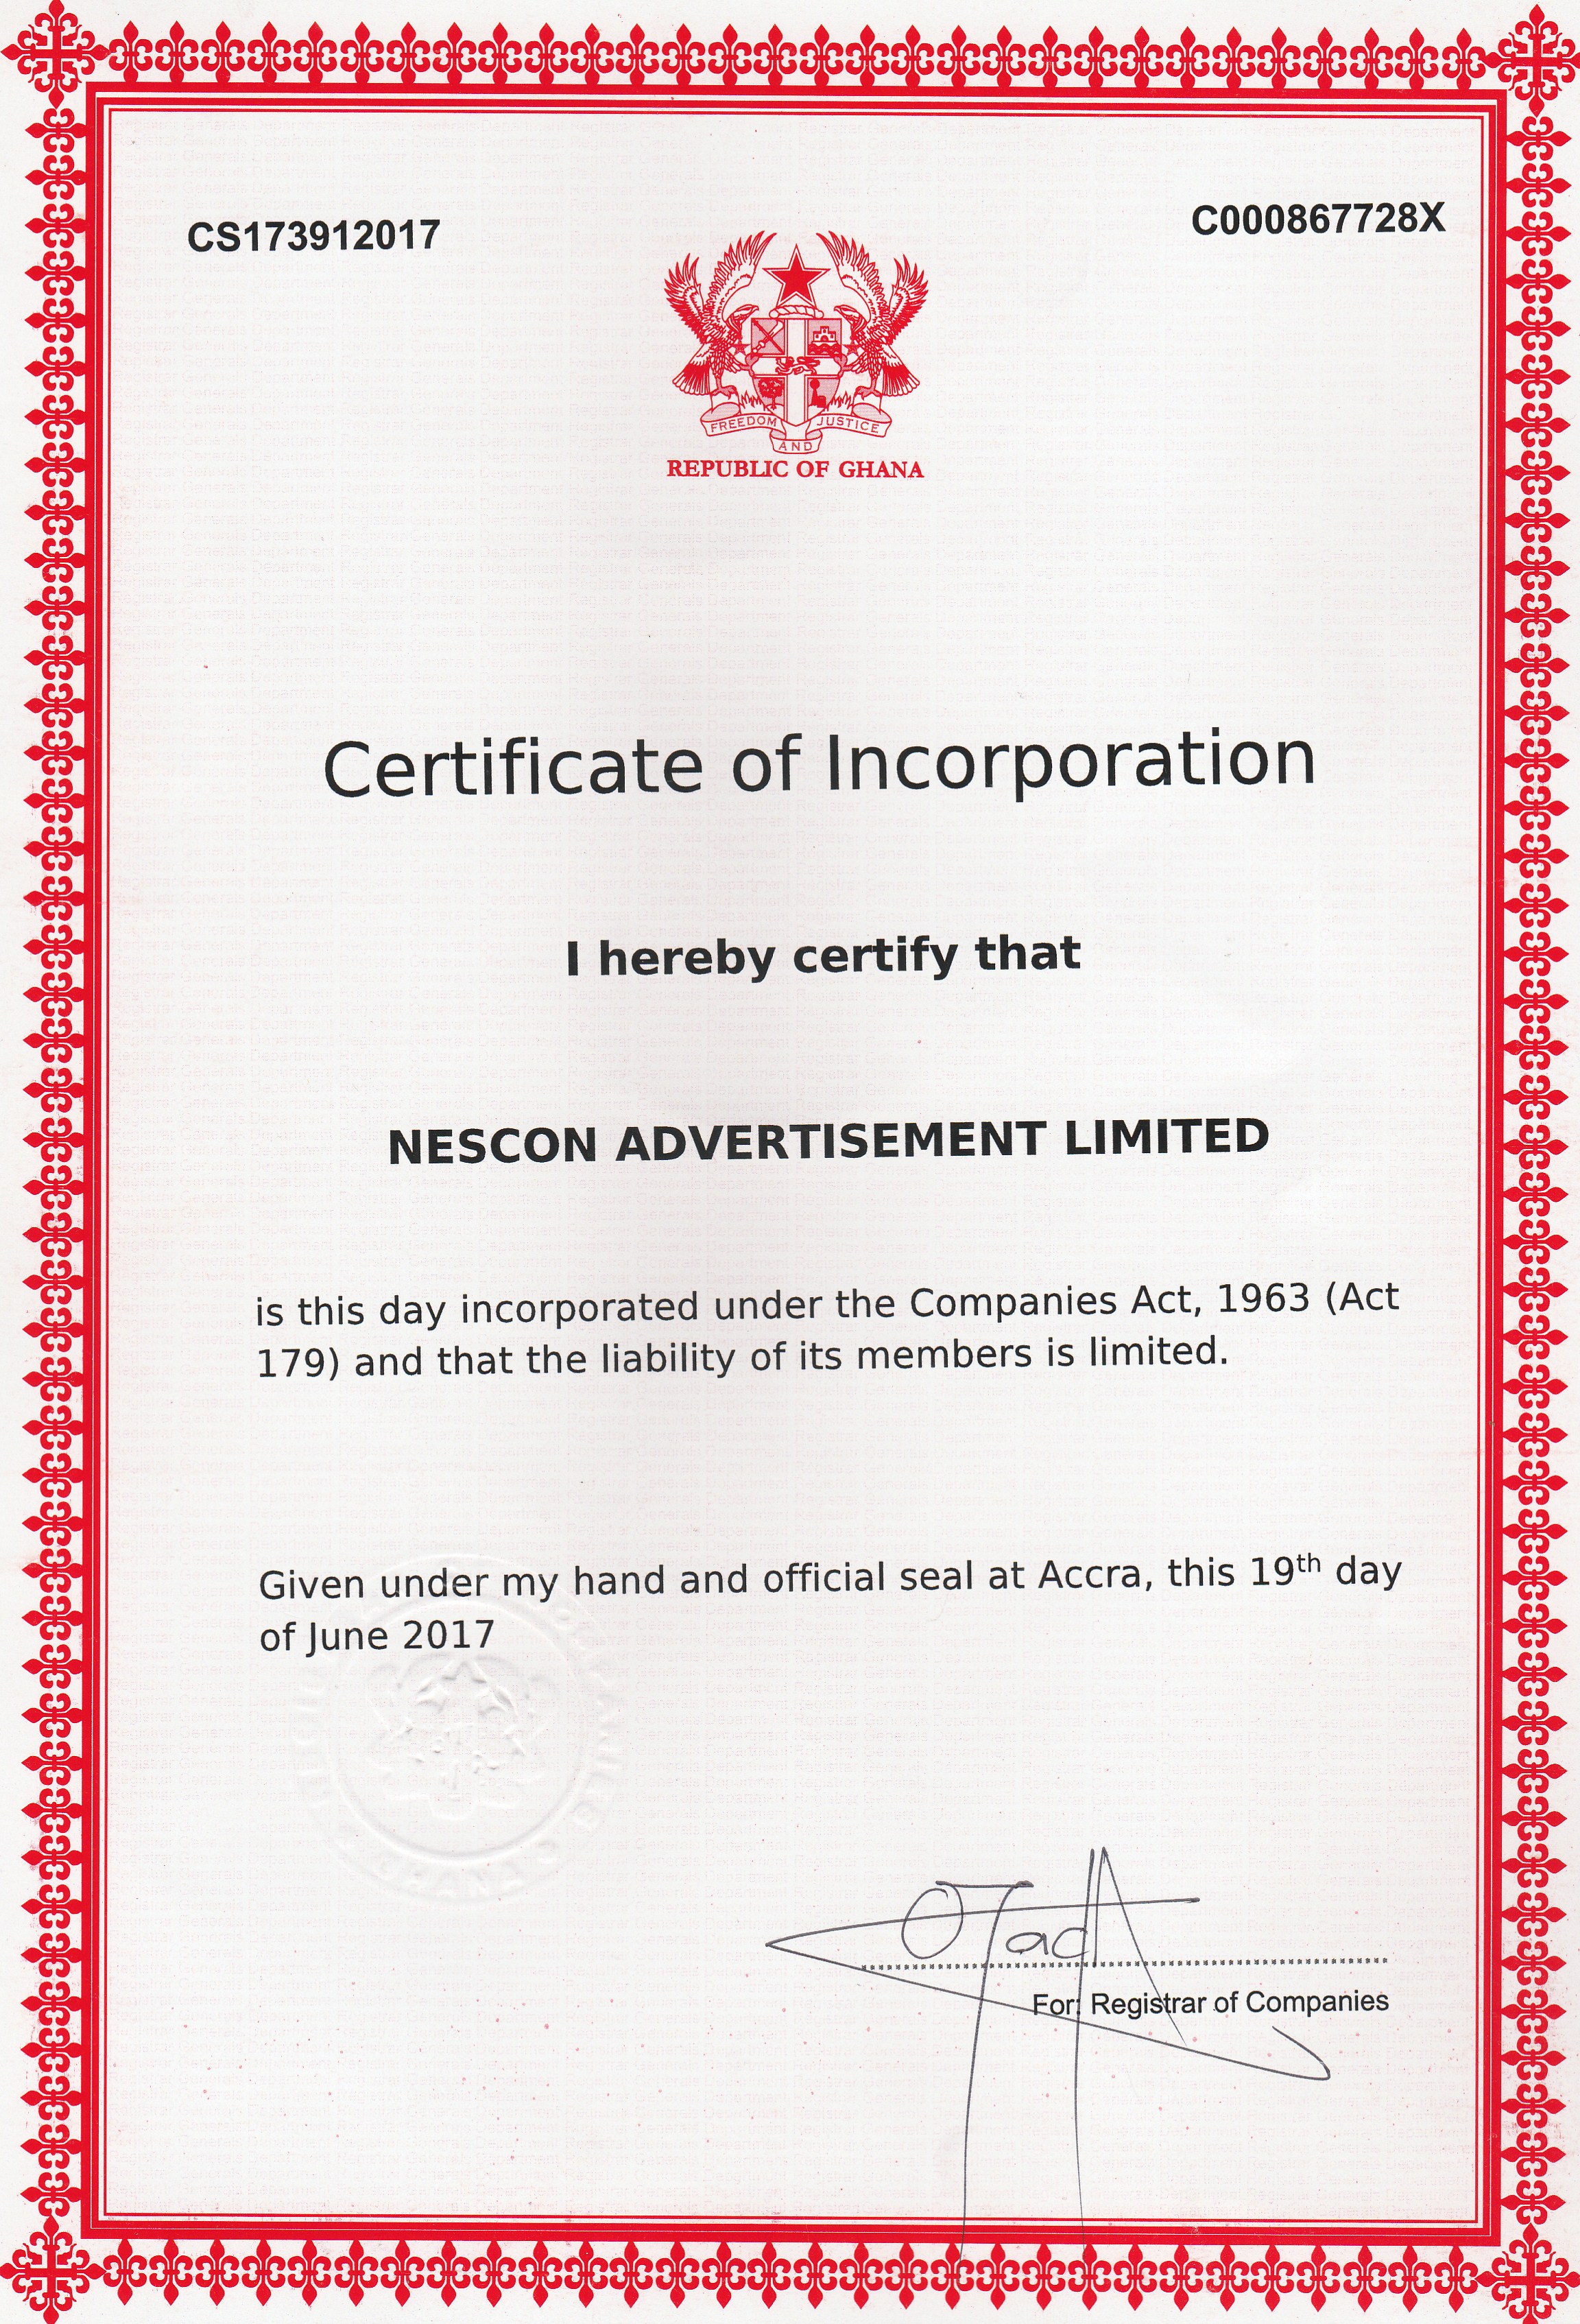 CS173912017
C000867728X
FREEDOM AND JUSTICE
REPUBLIC OF GHANA
Certificate of Incorporation
I hereby certify that
NESCON ADVERTISEMENT LIMITED
is this day incorporated under the Companies Act, 1963 (Act
179) and that the liability of its members is limited.
Given under my hand and official seal at Accra, this 19th day
of June 2017
For: Registrar of Companies